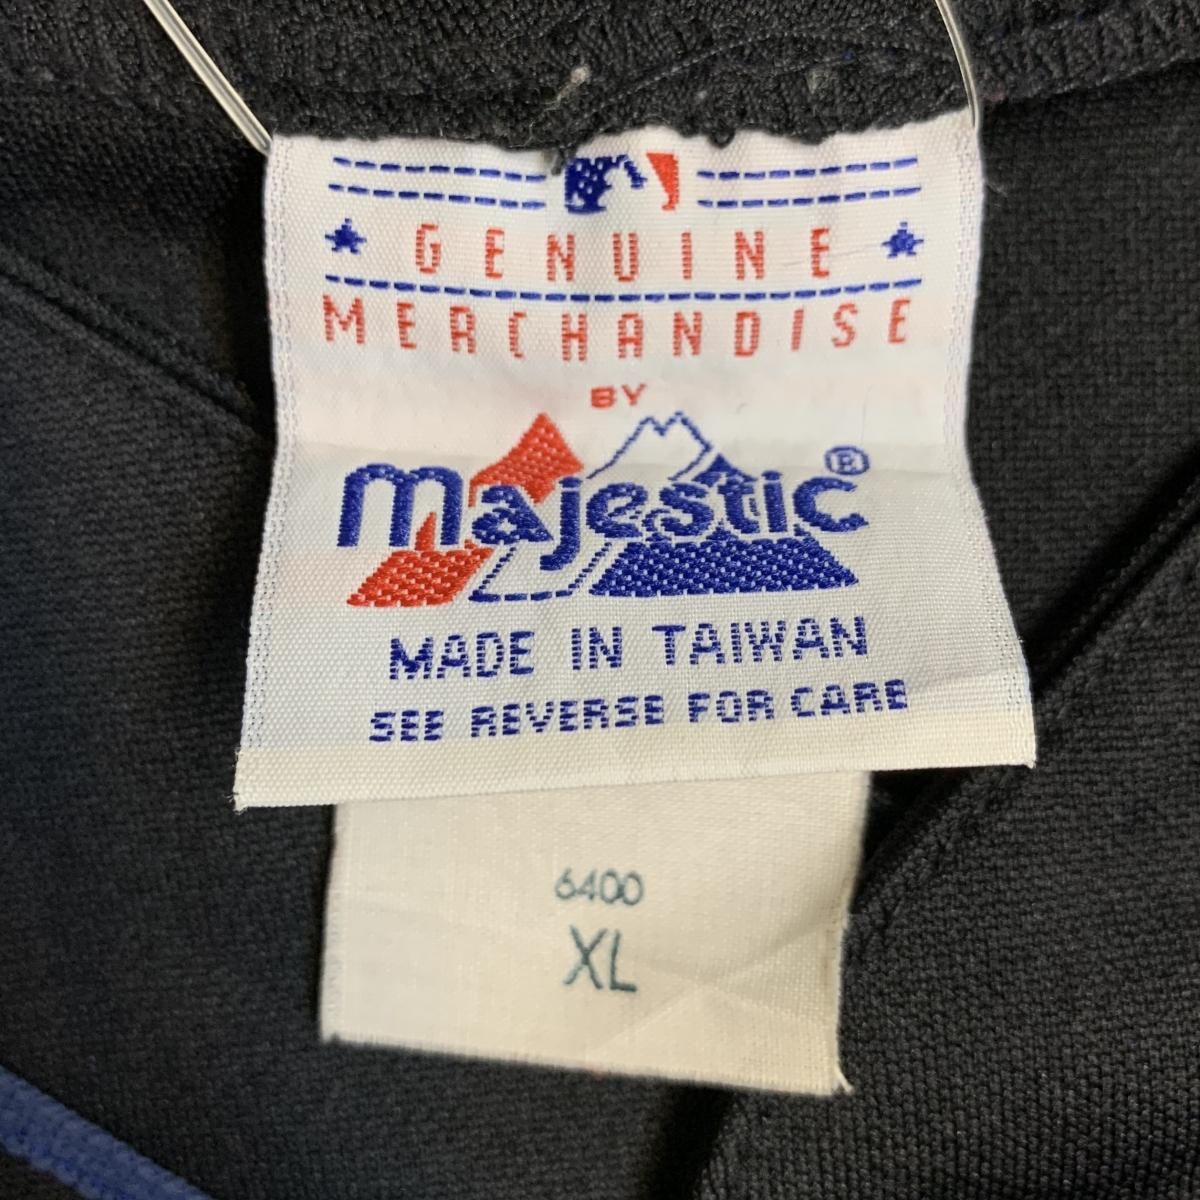 GENUINE
MERCHANDISE
BY
majestic®
MADE IN TAIWAN
SEE REVERSE FOR CARE
6400
XL